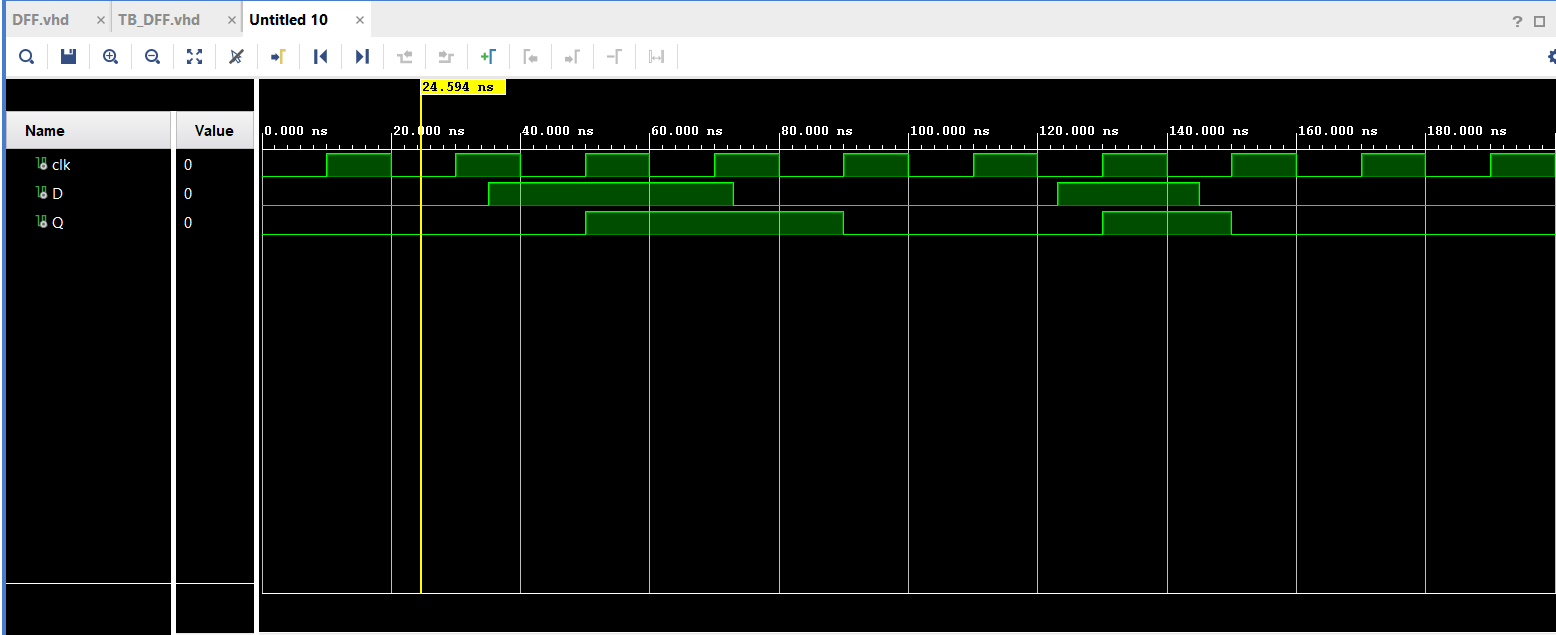 DFF.vhd × TB_DFF.vhd × Untitled 10 × ?
24.594 ns
Name Value 0.000 ns 20.000 ns 40.000 ns 60.000 ns 80.000 ns 100.000 ns 120.000 ns 140.000 ns 160.000 ns 180.000 ns
clk 0
D 0
Q 0